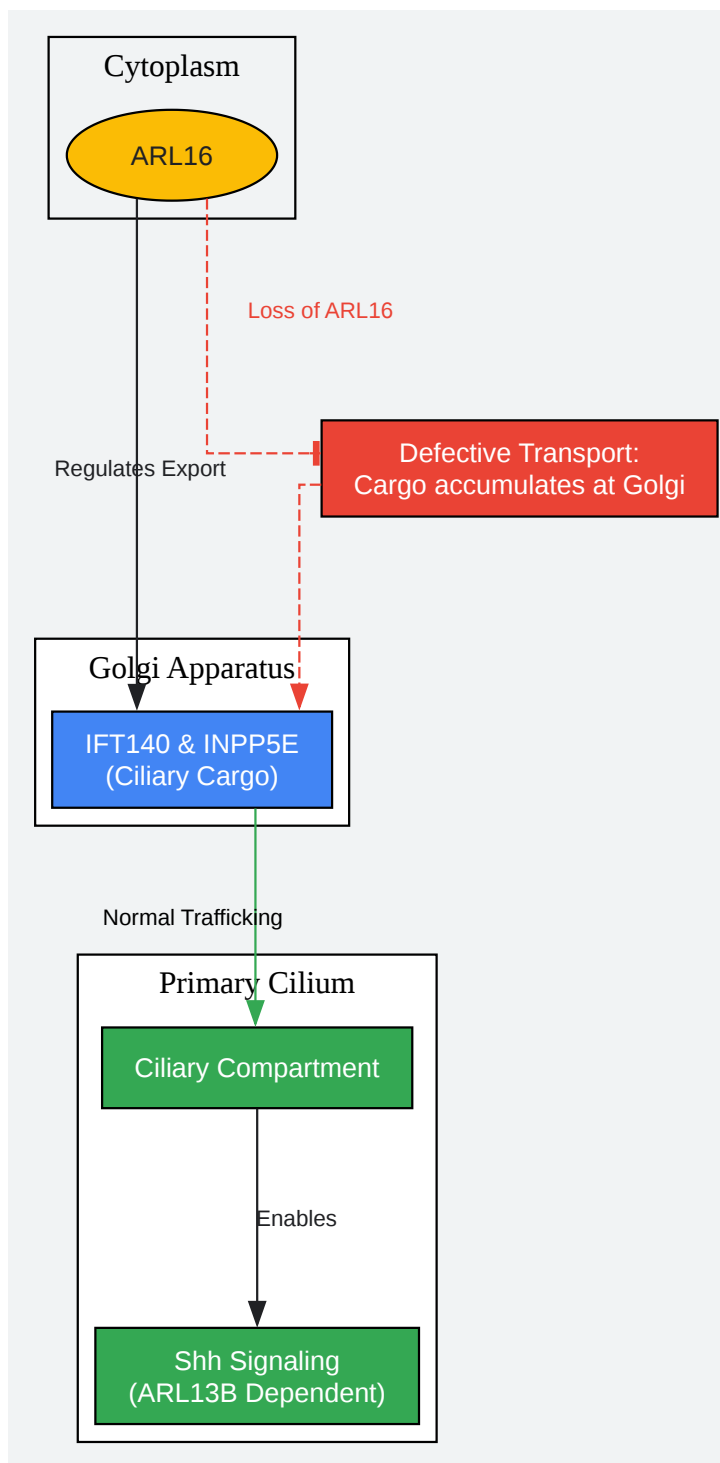 Cytoplasm
ARL16
Loss of ARL16
Defective Transport:
Cargo accumulates at Golgi
Regulates Export
Golgi Apparatus
IFT140 & INPP5E
(Ciliary Cargo)
Normal Trafficking
Primary Cilium
Ciliary Compartment
Enables
Shh Signaling
(ARL13B Dependent)